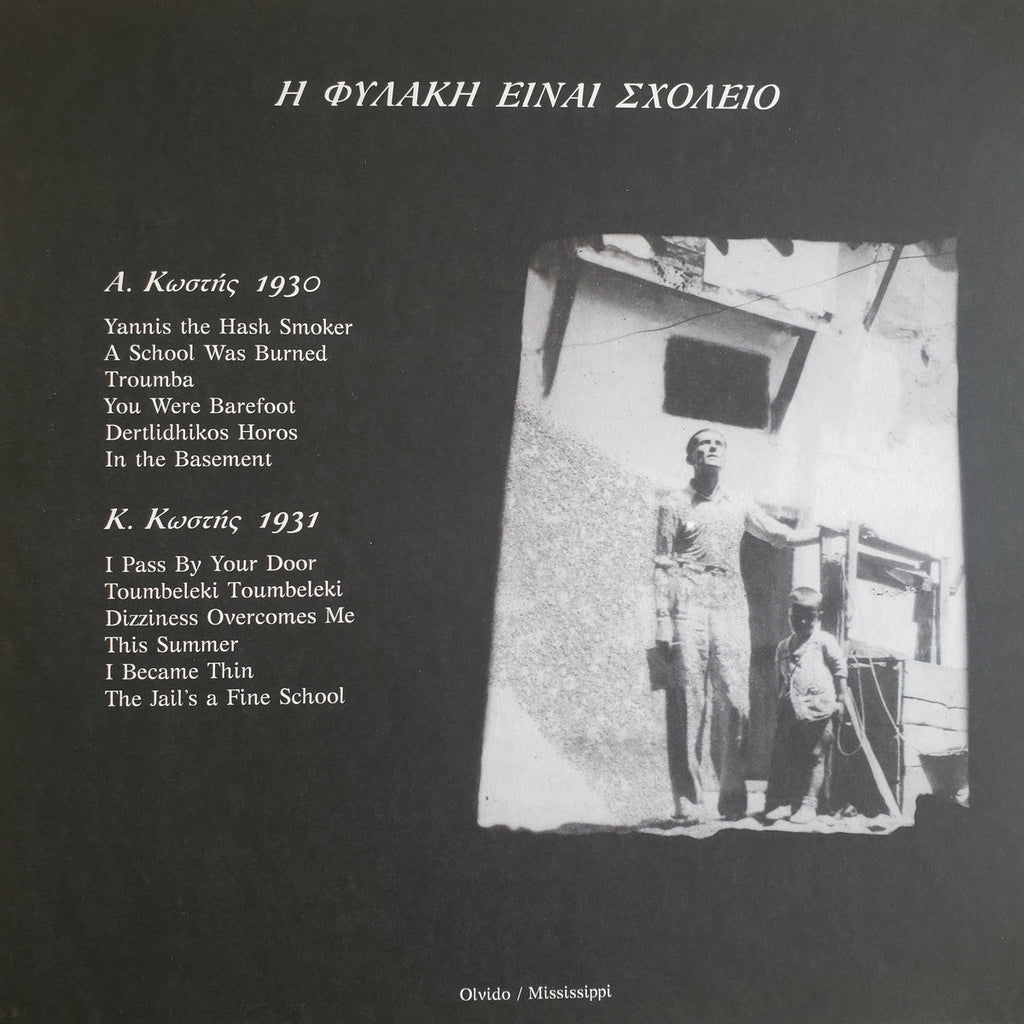 Η ΦΥΛΑΚΗ ΕΙΝΑΙ ΣΧΟΛΕΙΟ
Α. Κωστής 1930
Yannis the Hash Smoker
A School Was Burned
Troumba
You Were Barefoot
Dertlidhikos Horos
In the Basement
Κ. Κωστής 1931
I Pass By Your Door
Toumbeleki Toumbeleki
Dizziness Overcomes Me
This Summer
I Became Thin
The Jail's a Fine School
Olvido / Mississippi